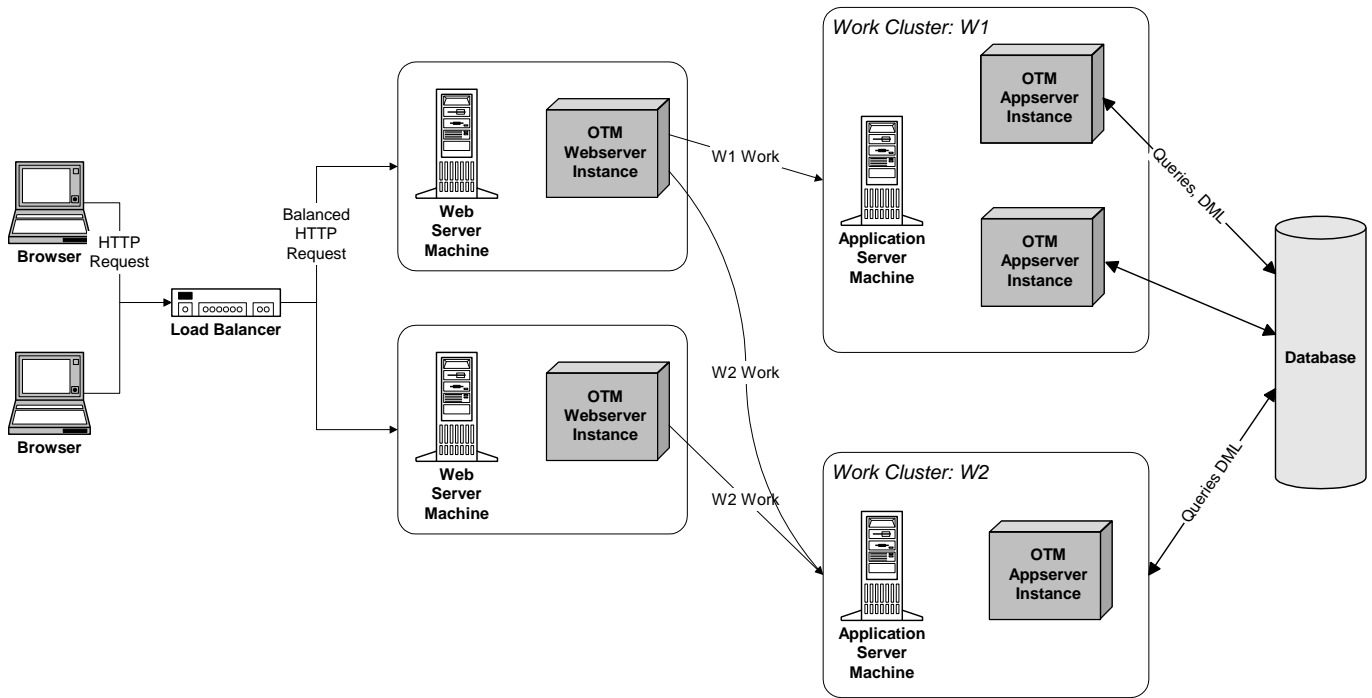 Browser
HTTP
Request
Browser
Load Balancer
Balanced
HTTP
Request
Web
Server
Machine
OTM
Webserver
Instance
Web
Server
Machine
OTM
Webserver
Instance
W1 Work
W2 Work
W2 Work
Work Cluster: W1
OTM
Appserver
Instance
Application
Server
Machine
OTM
Appserver
Instance
Work Cluster: W2
Application
Server
Machine
OTM
Appserver
Instance
Queries, DML
Queries DML
Database